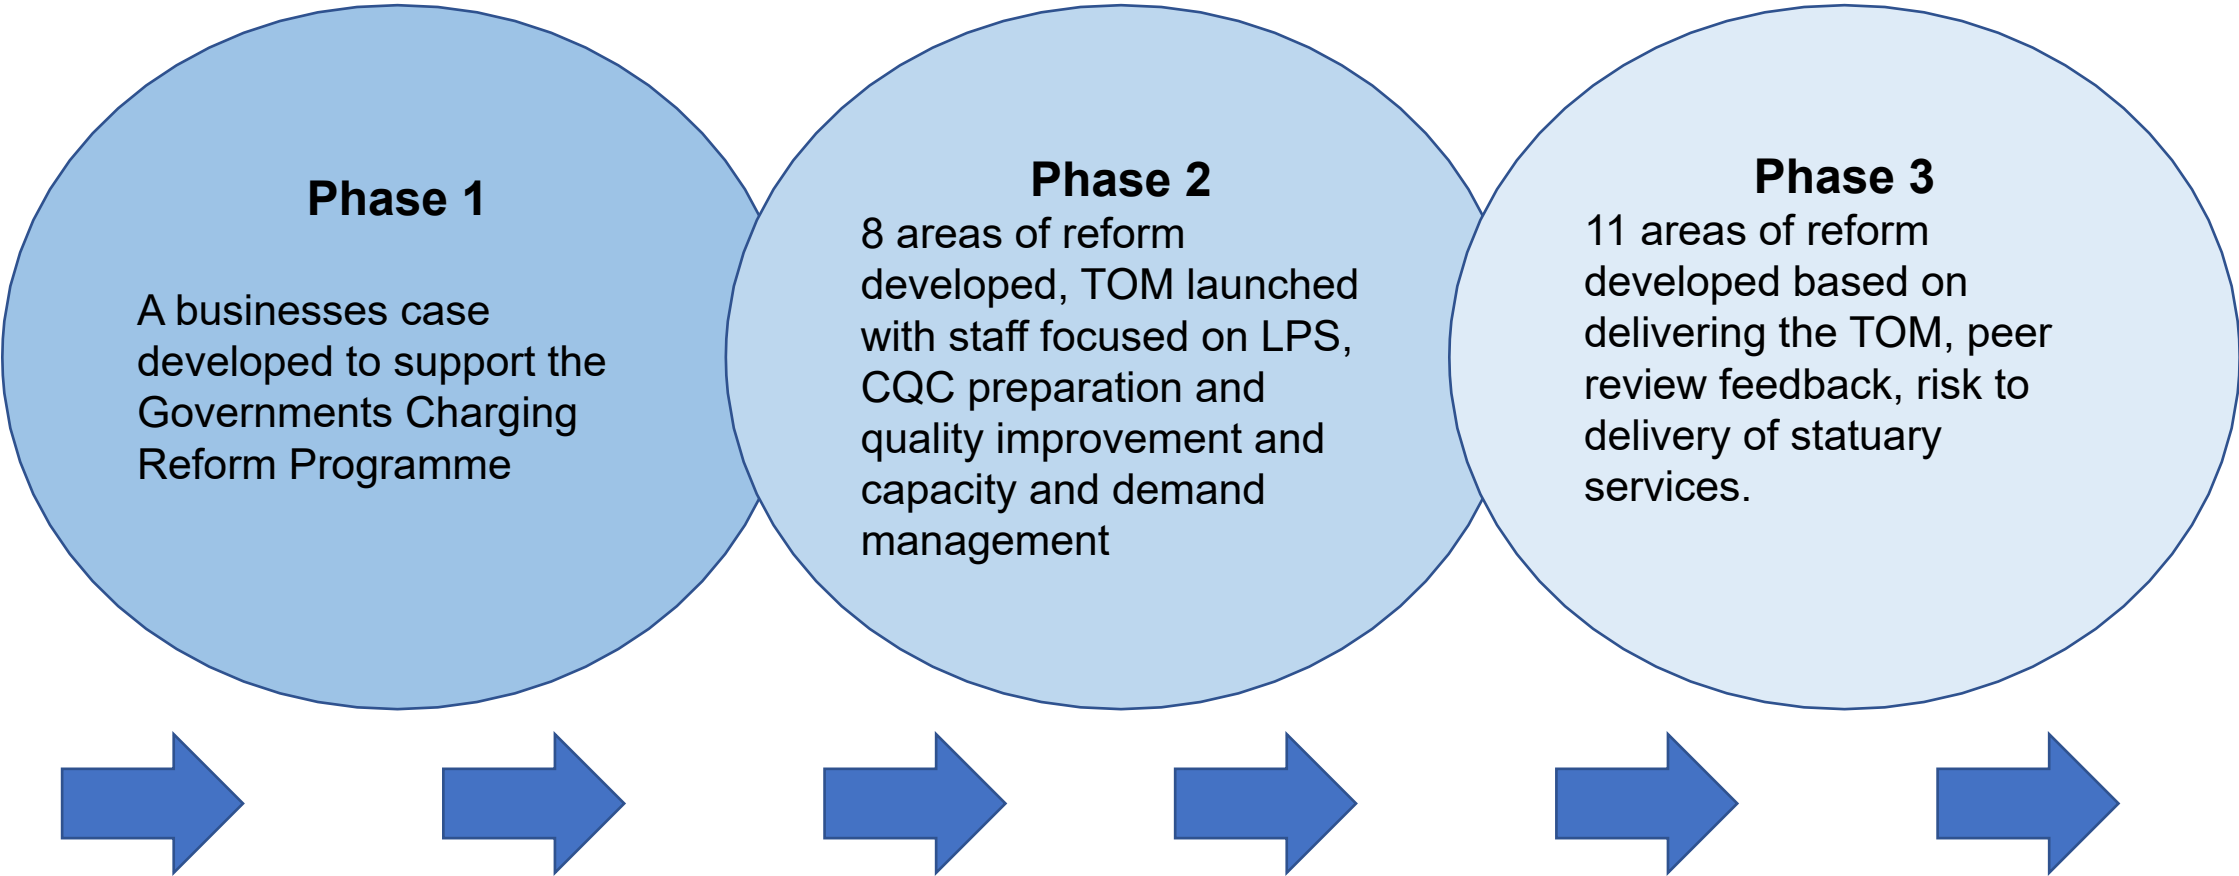 Phase 1
A businesses case
developed to support the
Governments Charging
Reform Programme
Phase 2
8 areas of reform
developed, TOM launched
with staff focused on LPS,
CQC preparation and
quality improvement and
capacity and demand
management
Phase 3
11 areas of reform
developed based on
delivering the TOM, peer
review feedback, risk to
delivery of statuary
services.